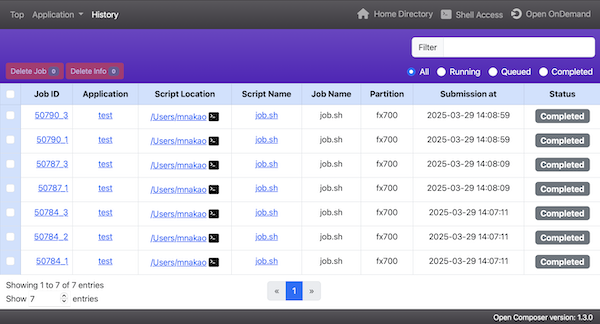 Top Application History Home Directory Shell Access Open OnDemand
Filter
Delete Job 0 Delete Info 0 All Running Queued Completed
Job ID Application Script Location Script Name Job Name Partition Submission at Status
50790_3 test /Users/mnakao job.sh job.sh fx700 2025-03-29 14:08:59 Completed
50790_1 test /Users/mnakao job.sh job.sh fx700 2025-03-29 14:08:59 Completed
50787_3 test /Users/mnakao job.sh job.sh fx700 2025-03-29 14:08:09 Completed
50787_1 test /Users/mnakao job.sh job.sh fx700 2025-03-29 14:08:09 Completed
50784_3 test /Users/mnakao job.sh job.sh fx700 2025-03-29 14:07:11 Completed
50784_2 test /Users/mnakao job.sh job.sh fx700 2025-03-29 14:07:11 Completed
50784_1 test /Users/mnakao job.sh job.sh fx700 2025-03-29 14:07:11 Completed
Showing 1 to 7 of 7 entries
« 1 »
Show 7 entries
Open Composer version: 1.3.0